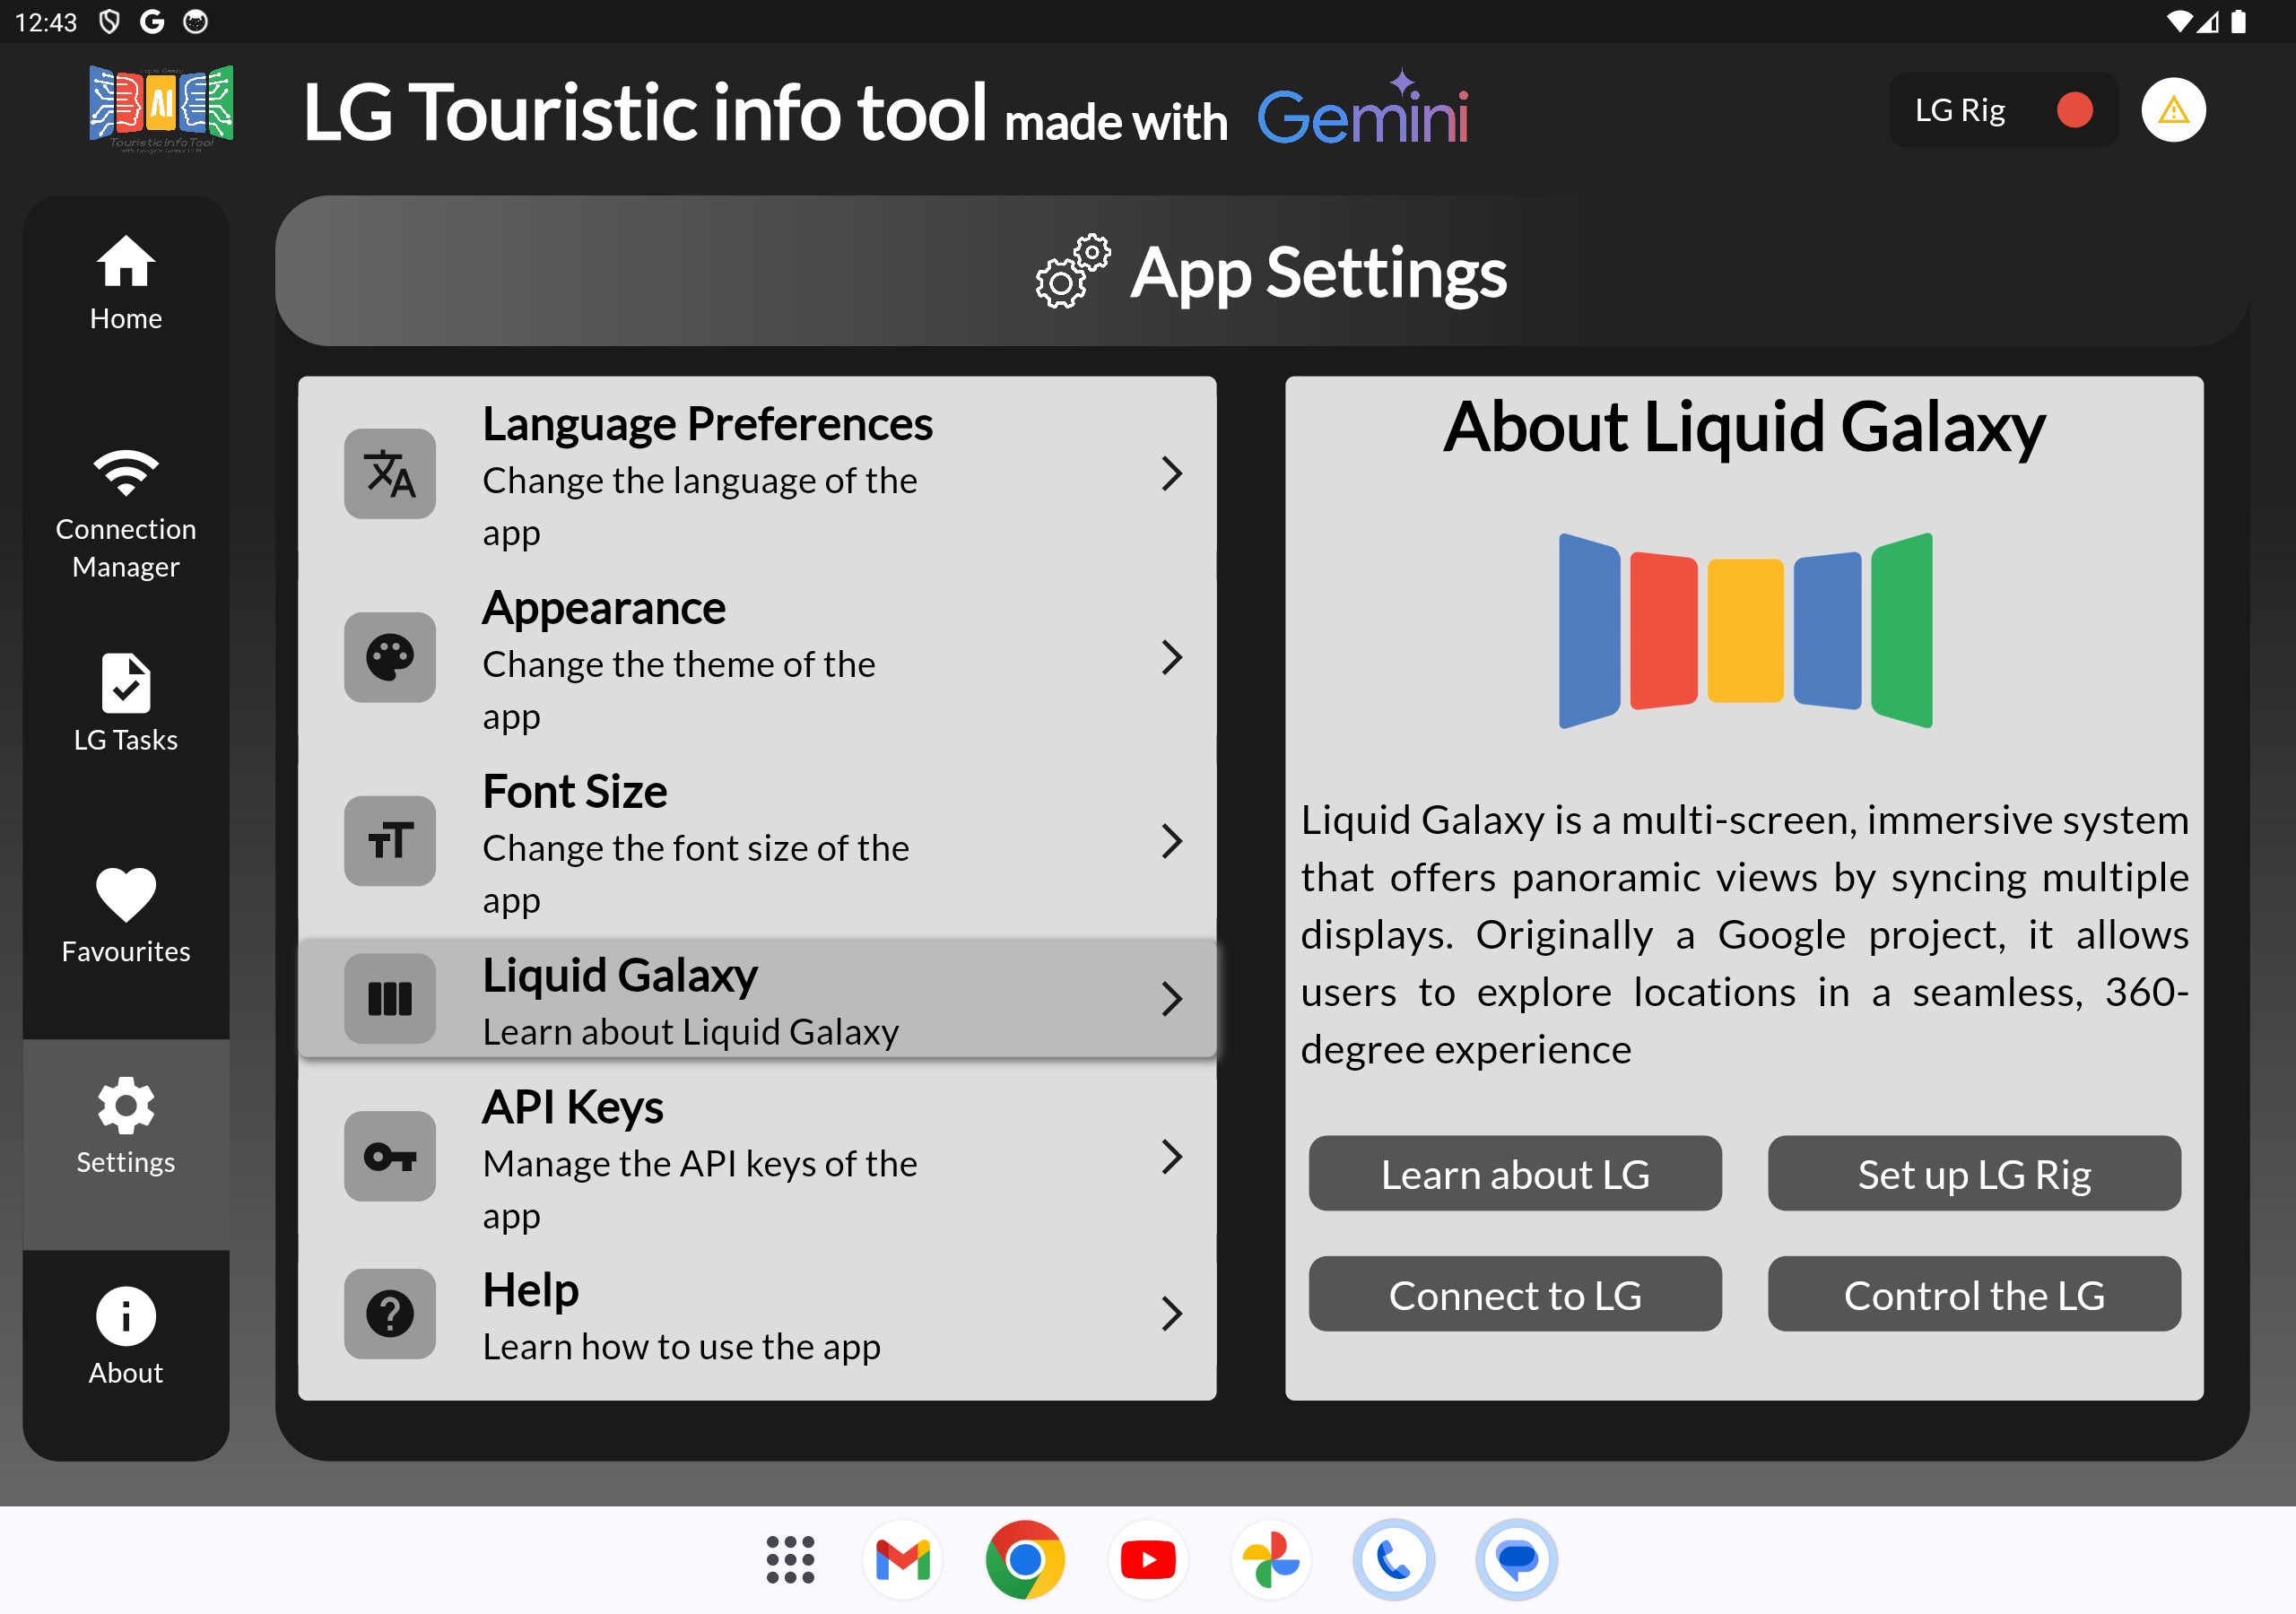 12:43
LG Touristic info tool made with Gemini
LG Rig
AI
Touristic Info Tool
Home
Connection
Manager
LG Tasks
Favourites
Settings
About
App Settings
Language Preferences
Change the language of the
app
Appearance
Change the theme of the
app
Font Size
Change the font size of the
app
Liquid Galaxy
Learn about Liquid Galaxy
API Keys
Manage the API keys of the
app
Help
Learn how to use the app
About Liquid Galaxy
Liquid Galaxy is a multi-screen, immersive system
that offers panoramic views by syncing multiple
displays. Originally a Google project, it allows
users to explore locations in a seamless, 360-
degree experience
Learn about LG
Set up LG Rig
Connect to LG
Control the LG